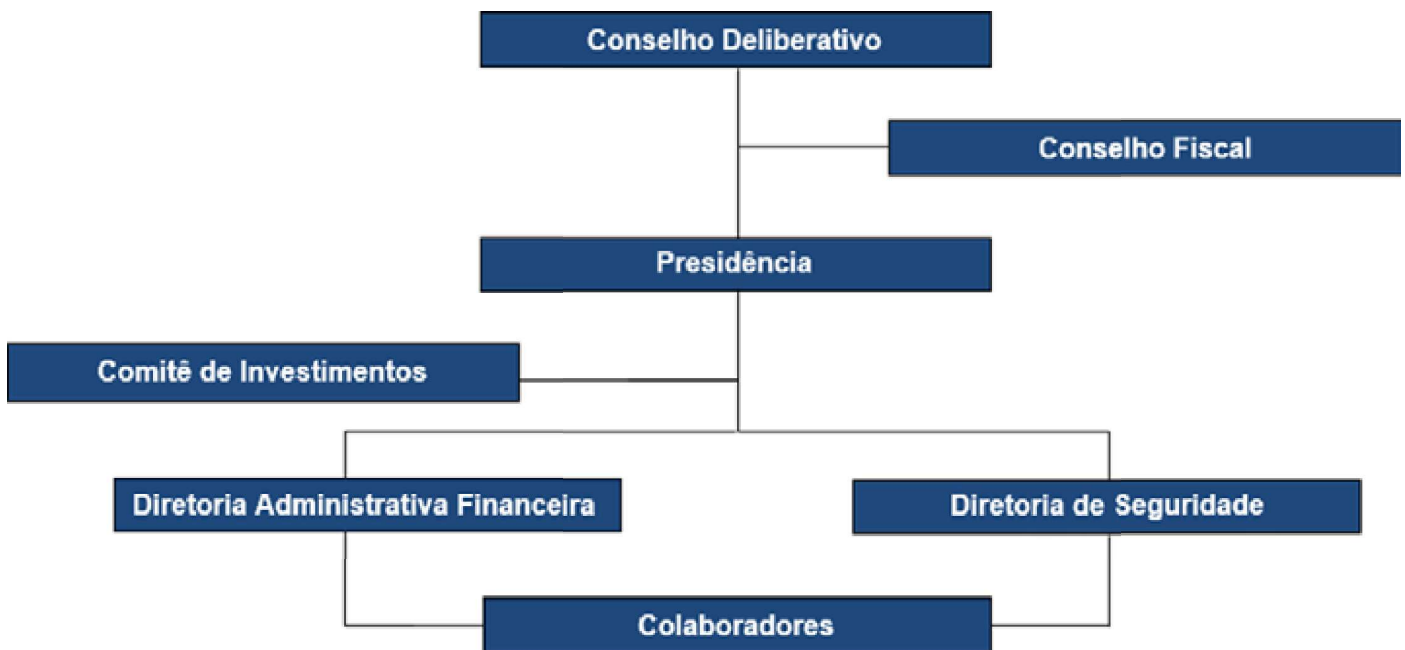 Conselho Deliberativo
Conselho Fiscal
Presidência
Comitê de Investimentos
Diretoria Administrativa Financeira
Diretoria de Seguridade
Colaboradores